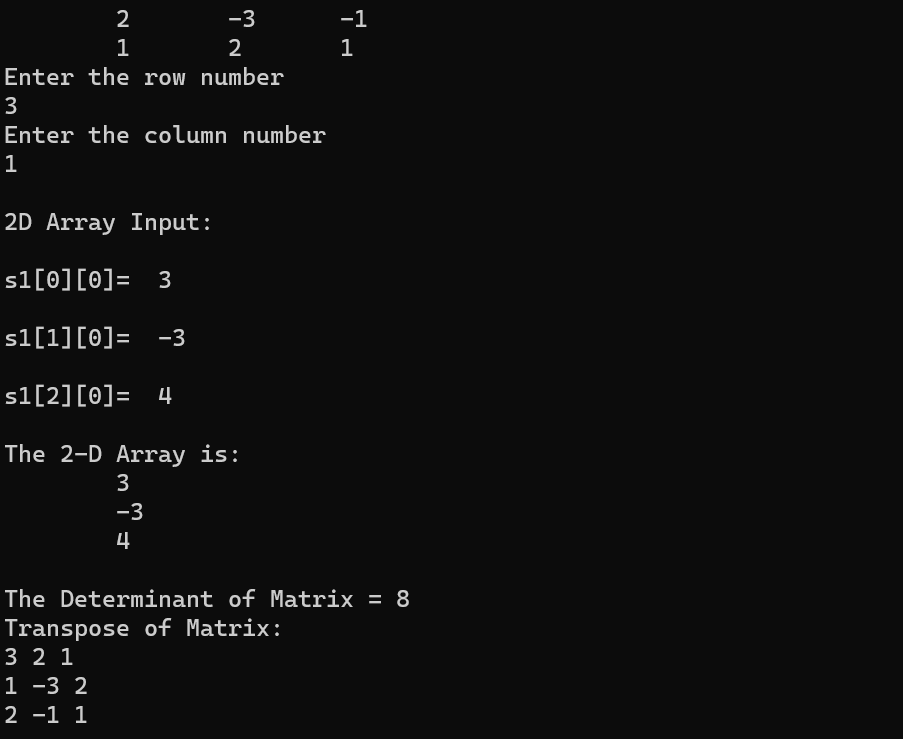 2 -3 -1
1 2 1
Enter the row number
3
Enter the column number
1
2D Array Input:
s1[0][0]= 3
s1[1][0]= -3
s1[2][0]= 4
The 2-D Array is:
3
-3
4
The Determinant of Matrix = 8
Transpose of Matrix:
3 2 1
1 -3 2
2 -1 1